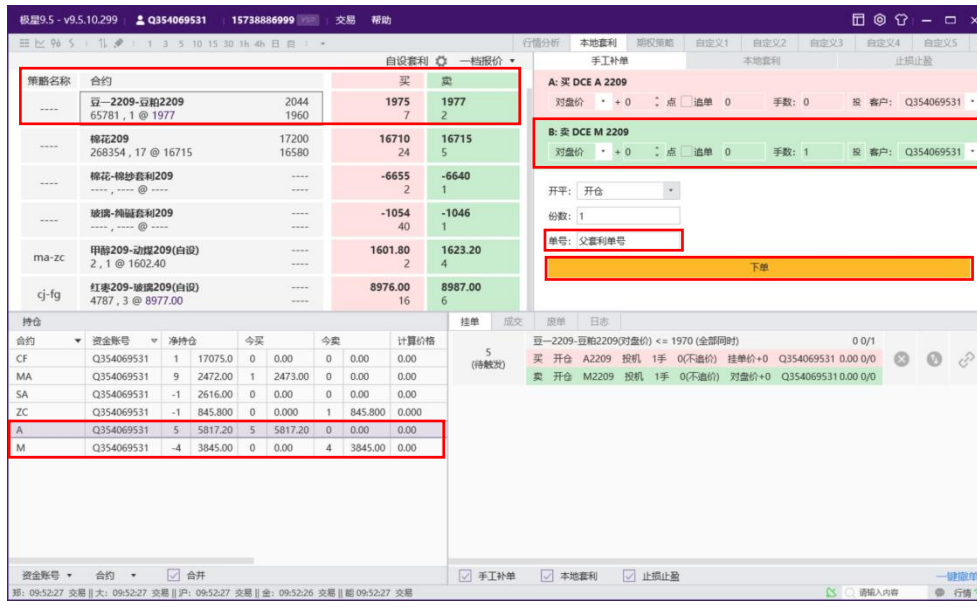 极星9.5 - v9.5.10.299 Q354069531 15738886999 交易 帮助
1 3 5 10 15 30 1h 4h 日
行情分析 本地套利 期权策略 自定义1 自定义2 自定义3 自定义4 自定义5
自设套利 一档报价
策略名称 合约 买 卖
---- 豆一2209-豆粕2209 2044 1975 1977
65781 , 1 @ 1977 1960 7 2
---- 棉花209 17200 16710 16715
268354 , 17 @ 16715 16580 24 5
---- 棉花-棉纱套利209 ---- -6655 -6640
---- , ---- @ ---- ---- 2 1
---- 玻璃-纯碱套利209 ---- -1054 -1046
---- , ---- @ ---- ---- 40 1
ma-zc 甲醇209-动煤209(自设) ---- 1601.80 1623.20
2 , 1 @ 1602.40 ---- 2 4
cj-fg 红枣209-玻璃209(自设) ---- 8976.00 8987.00
4787 , 3 @ 8977.00 ---- 16 6
手工补单 本地套利 止损止盈
A: 买 DCE A 2209
对盘价 + 0 点 追单 0 手数: 0 投 客户: Q354069531
B: 卖 DCE M 2209
对盘价 + 0 点 追单 0 手数: 1 投 客户: Q354069531
开平: 开仓
份数: 1
单号: 父套利单号
下单
持仓
合约 资金账号 净持仓 今买 今卖 计算价格
CF Q354069531 1 17075.0 0 0.00 0 0.00 0.00
MA Q354069531 9 2472.00 1 2473.00 0 0.00 0.00
SA Q354069531 -1 2616.00 0 0.00 0 0.00 0.00
ZC Q354069531 -1 845.800 0 0.000 1 845.800 0.000
A Q354069531 5 5817.20 5 5817.20 0 0.00 0.00
M Q354069531 -4 3845.00 0 0.00 4 3845.00 0.00
挂单 成交 日志
5 (待触发) 豆一2209-豆粕2209(对盘价) <= 1970 (全部同时) 0 0/1
买 开仓 A2209 投机 1手 0(不追价) 挂单价+0 Q354069531 0.00 0/0
卖 开仓 M2209 投机 1手 0(不追价) 对盘价+0 Q354069531 0.00 0/0
资金账号 合约 合并
手工补单 本地套利 止损止盈 一键撤单
郑: 09:52:27 交易 || 大: 09:52:27 交易 || 沪: 09:52:27 交易 || 金: 09:52:26 交易 || 能 09:52:27 交易
请输入内容 行情